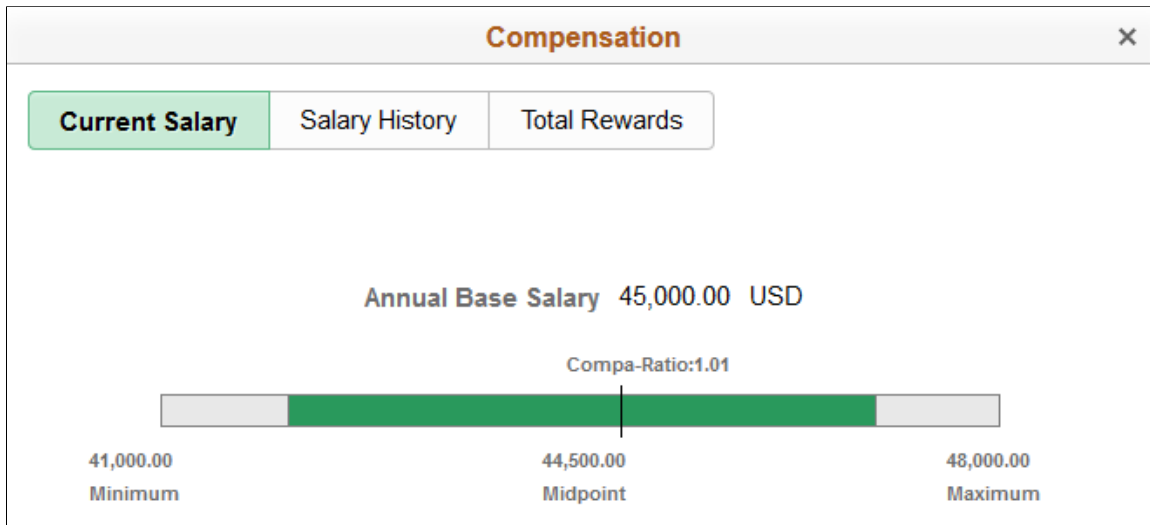 Compensation ×
Current Salary Salary History Total Rewards
Annual Base Salary 45,000.00 USD
Compa-Ratio:1.01
41,000.00 44,500.00 48,000.00
Minimum Midpoint Maximum